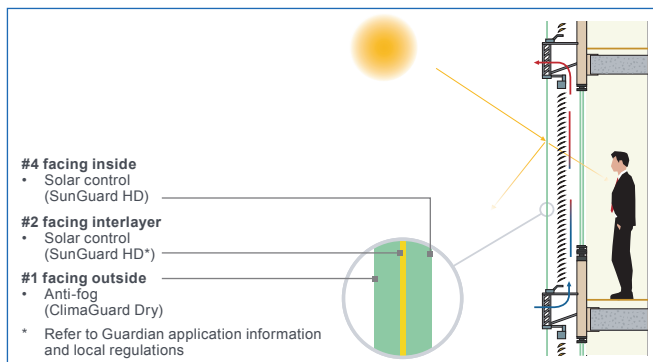 #4 facing inside
• Solar control
(SunGuard HD)
#2 facing interlayer
• Solar control
(SunGuard HD*)
#1 facing outside
• Anti-fog
(ClimaGuard Dry)
* Refer to Guardian application information
and local regulations